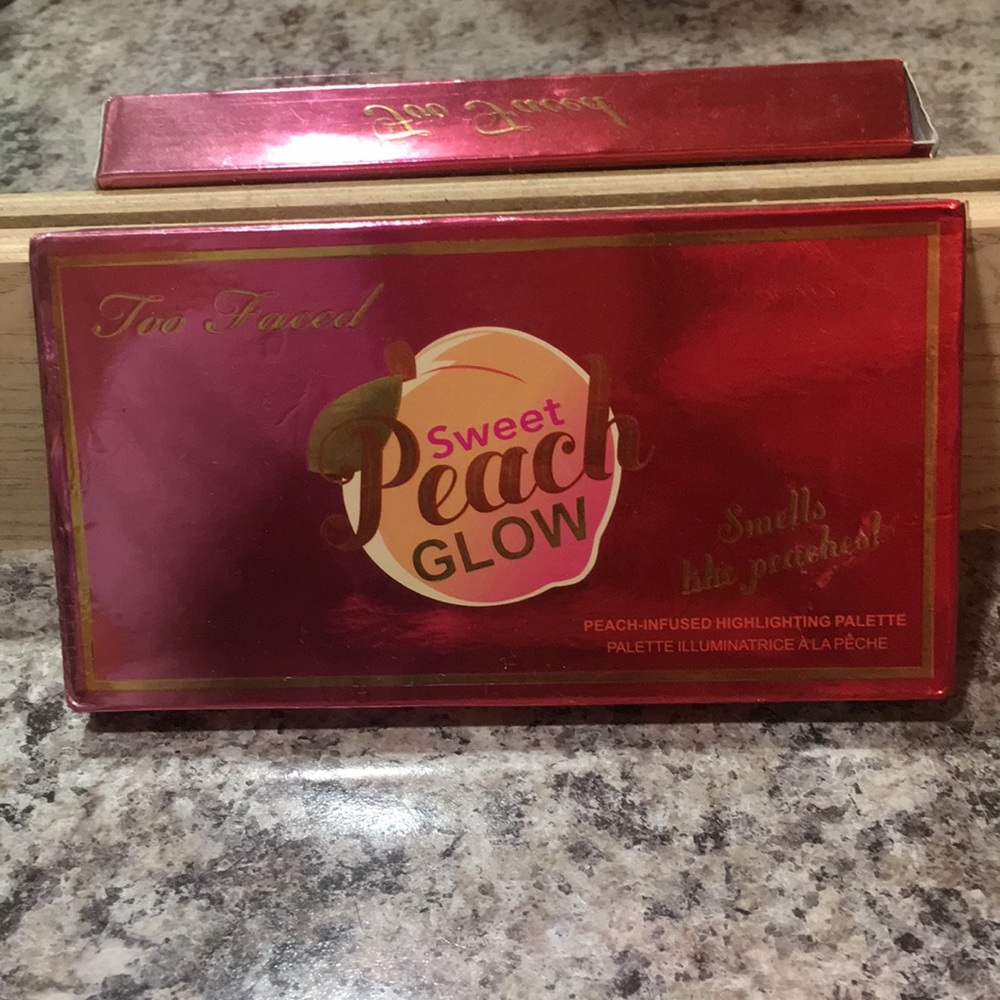 Too Faced
Too Faced
Sweet
Peach
GLOW
Smells
like peaches!
PEACH-INFUSED HIGHLIGHTING PALETTE
PALETTE ILLUMINATRICE À LA PÊCHE